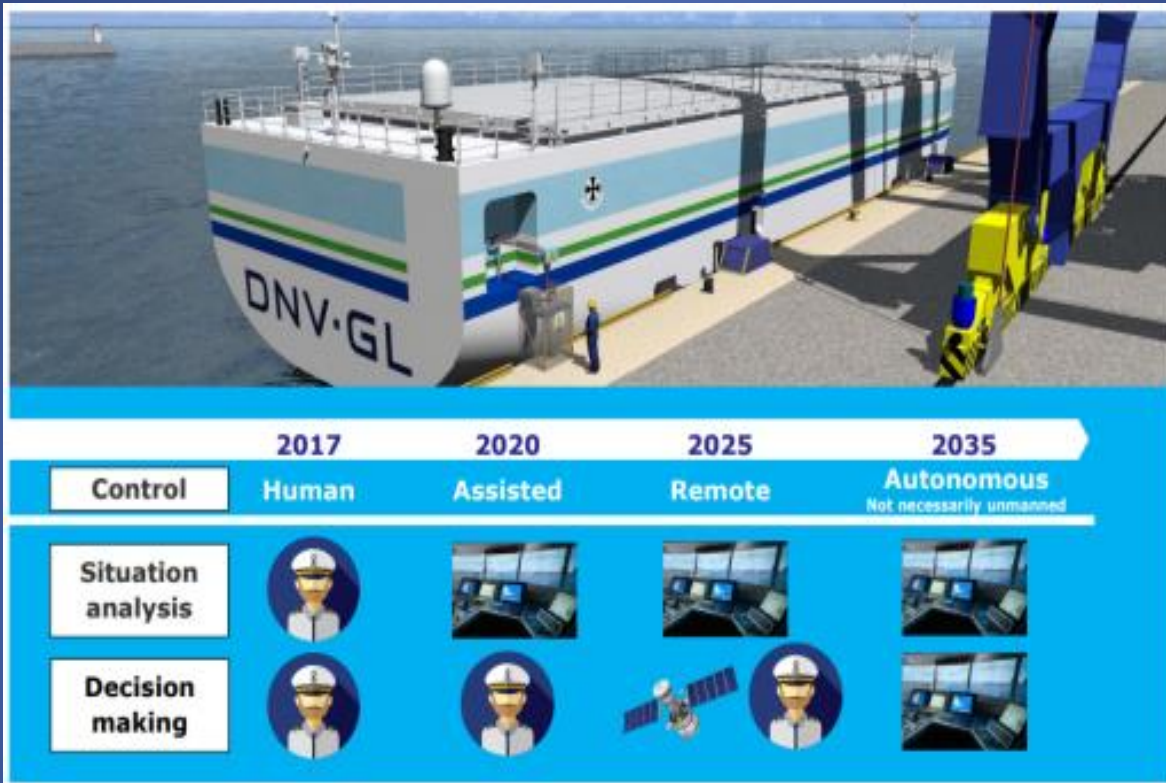 DNV·GL
2017 2020 2025 2035
Control Human Assisted Remote Autonomous
Not necessarily unmanned
Situation
analysis
Decision
making